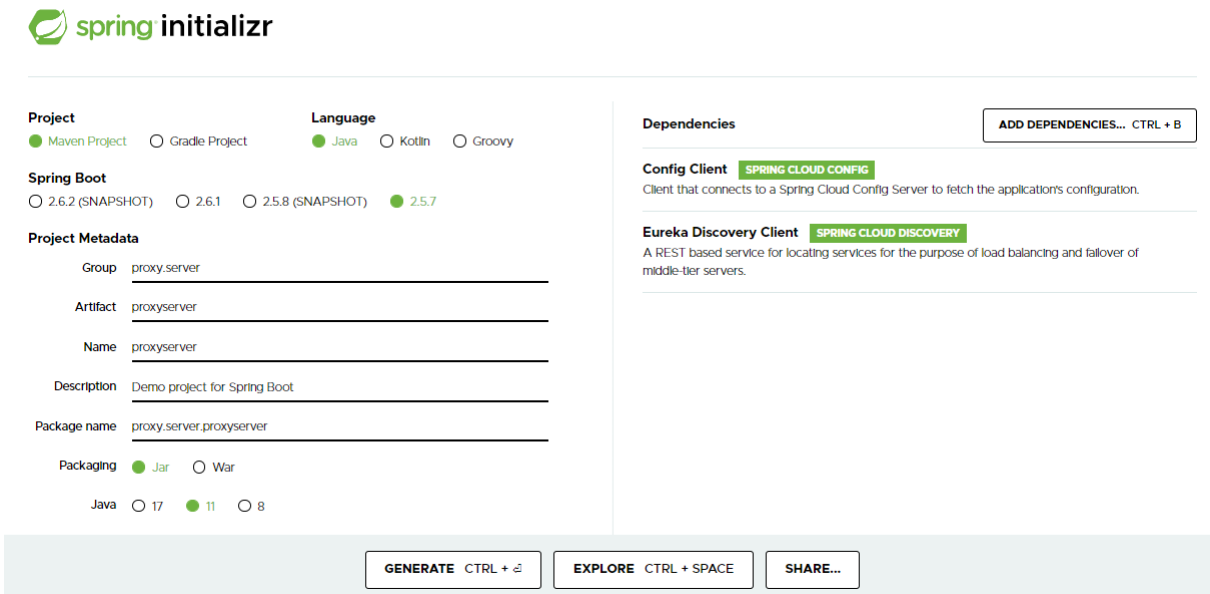 spring initializr
Project
Maven Project Gradle Project
Language
Java Kotlin Groovy
Spring Boot
2.6.2 (SNAPSHOT) 2.6.1 2.5.8 (SNAPSHOT) 2.5.7
Project Metadata
Group proxy.server
Artifact proxyserver
Name proxyserver
Description Demo project for Spring Boot
Package name proxy.server.proxyserver
Packaging Jar War
Java 17 11 8
Dependencies
ADD DEPENDENCIES... CTRL + B
Config Client SPRING CLOUD CONFIG
Client that connects to a Spring Cloud Config Server to fetch the application's configuration.
Eureka Discovery Client SPRING CLOUD DISCOVERY
A REST based service for locating services for the purpose of load balancing and failover of
middle-tier servers.
GENERATE CTRL + ⏎
EXPLORE CTRL + SPACE
SHARE...